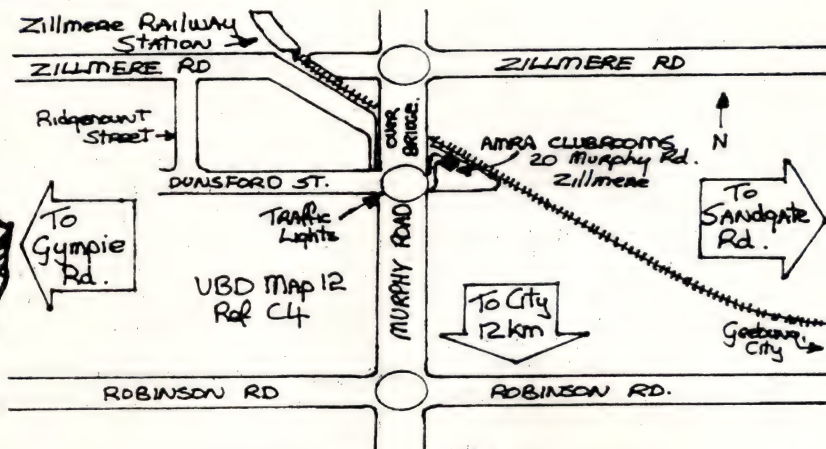 Zillmere Railway
Station
ZILLMERE RD
ZILLMERE RD
Ridgemount
Street
OVER
BRIDGE.
N
AMRA CLUBROOMS
20 Murphy Rd.
Zillmere
DUNSFORD ST.
To
Gympie
Rd.
TRAFFIC
Lights
MURPHY ROAD
To
SANDGATE
Rd.
UBD MAP 12
Ref C4
To City
12 km
Geebung,
City
ROBINSON RD
ROBINSON RD.